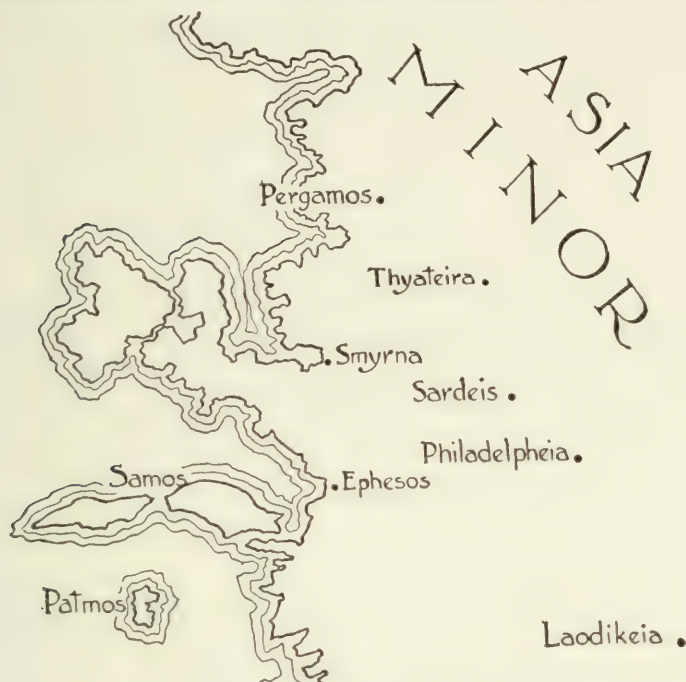 ASIA
MINOR
Pergamos
Thyateira
Smyrna
Sardeis
Philadelpheia
Samos
Ephesos
Patmos
Laodikeia